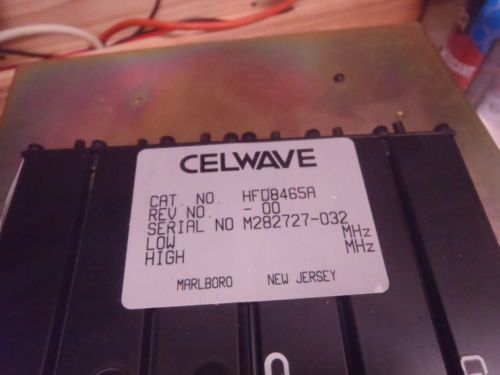 CELWAVE
CAT. NO. HFD8465A
REV NO. - 00
SERIAL NO M282727-032
LOW MHz
HIGH MHz
MARLBORO NEW JERSEY